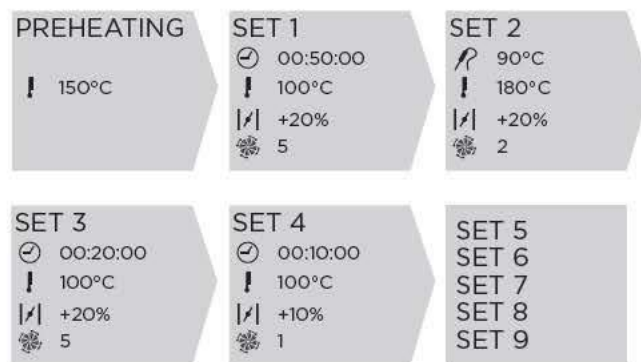 PREHEATING
150°C
SET 1
00:50:00
100°C
+20%
5
SET 2
90°C
180°C
+20%
2
SET 3
00:20:00
100°C
+20%
5
SET 4
00:10:00
100°C
+10%
1
SET 5
SET 6
SET 7
SET 8
SET 9